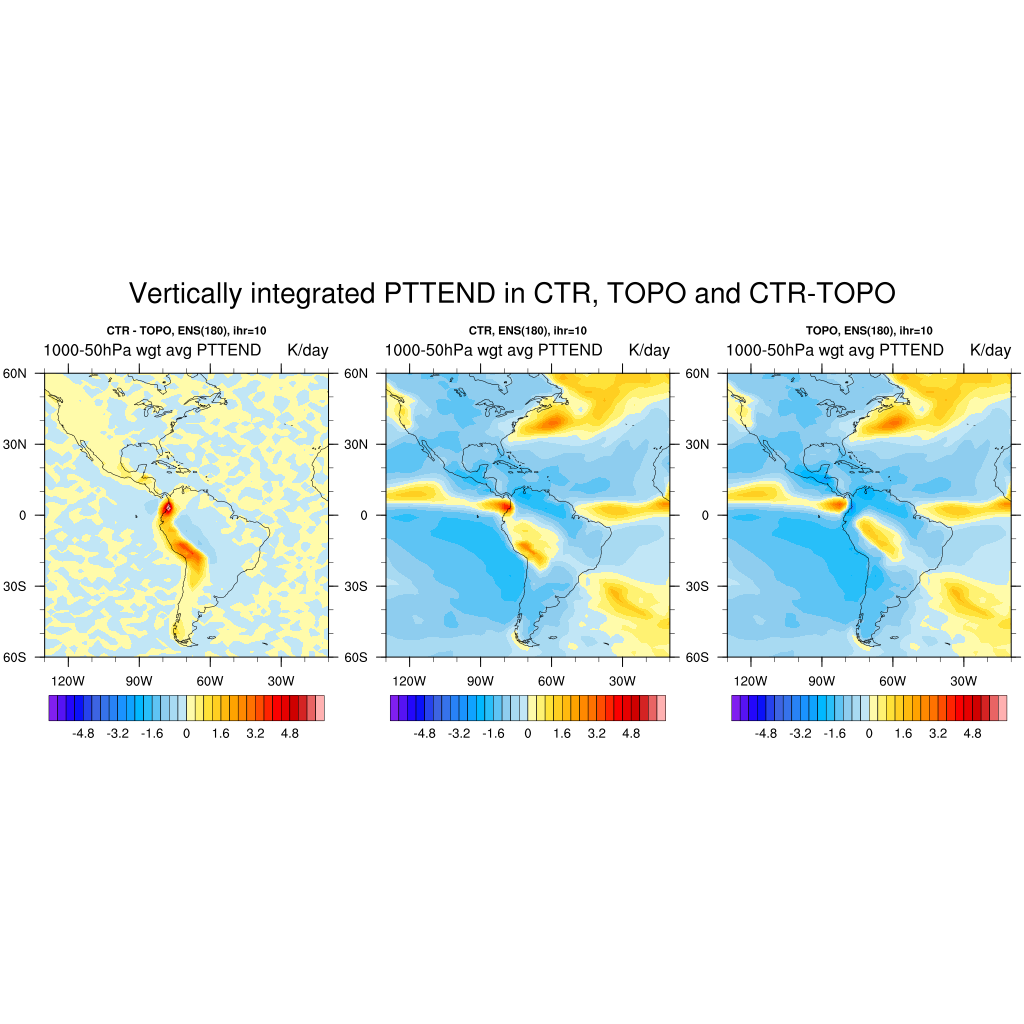 Vertically integrated PTTEND in CTR, TOPO and CTR-TOPO
CTR - TOPO, ENS(180), ihr=10
1000-50hPa wgt avg PTTEND K/day
60N
30N
0
30S
60S
120W 90W 60W 30W
-4.8 -3.2 -1.6 0 1.6 3.2 4.8
CTR, ENS(180), ihr=10
1000-50hPa wgt avg PTTEND K/day
60N
30N
0
30S
60S
120W 90W 60W 30W
-4.8 -3.2 -1.6 0 1.6 3.2 4.8
TOPO, ENS(180), ihr=10
1000-50hPa wgt avg PTTEND K/day
60N
30N
0
30S
60S
120W 90W 60W 30W
-4.8 -3.2 -1.6 0 1.6 3.2 4.8